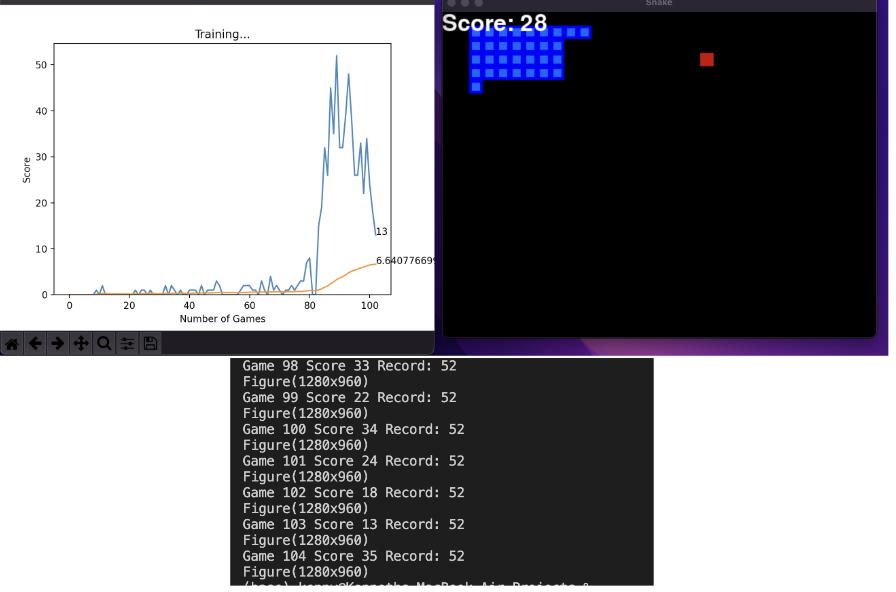 Training...
50
40
30
20
10
0
Score
0
20
40
60
80
100
Number of Games
13
6.640776699
Snake
Score: 28
Game 98 Score 33 Record: 52
Figure(1280x960)
Game 99 Score 22 Record: 52
Figure(1280x960)
Game 100 Score 34 Record: 52
Figure(1280x960)
Game 101 Score 24 Record: 52
Figure(1280x960)
Game 102 Score 18 Record: 52
Figure(1280x960)
Game 103 Score 13 Record: 52
Figure(1280x960)
Game 104 Score 35 Record: 52
Figure(1280x960)